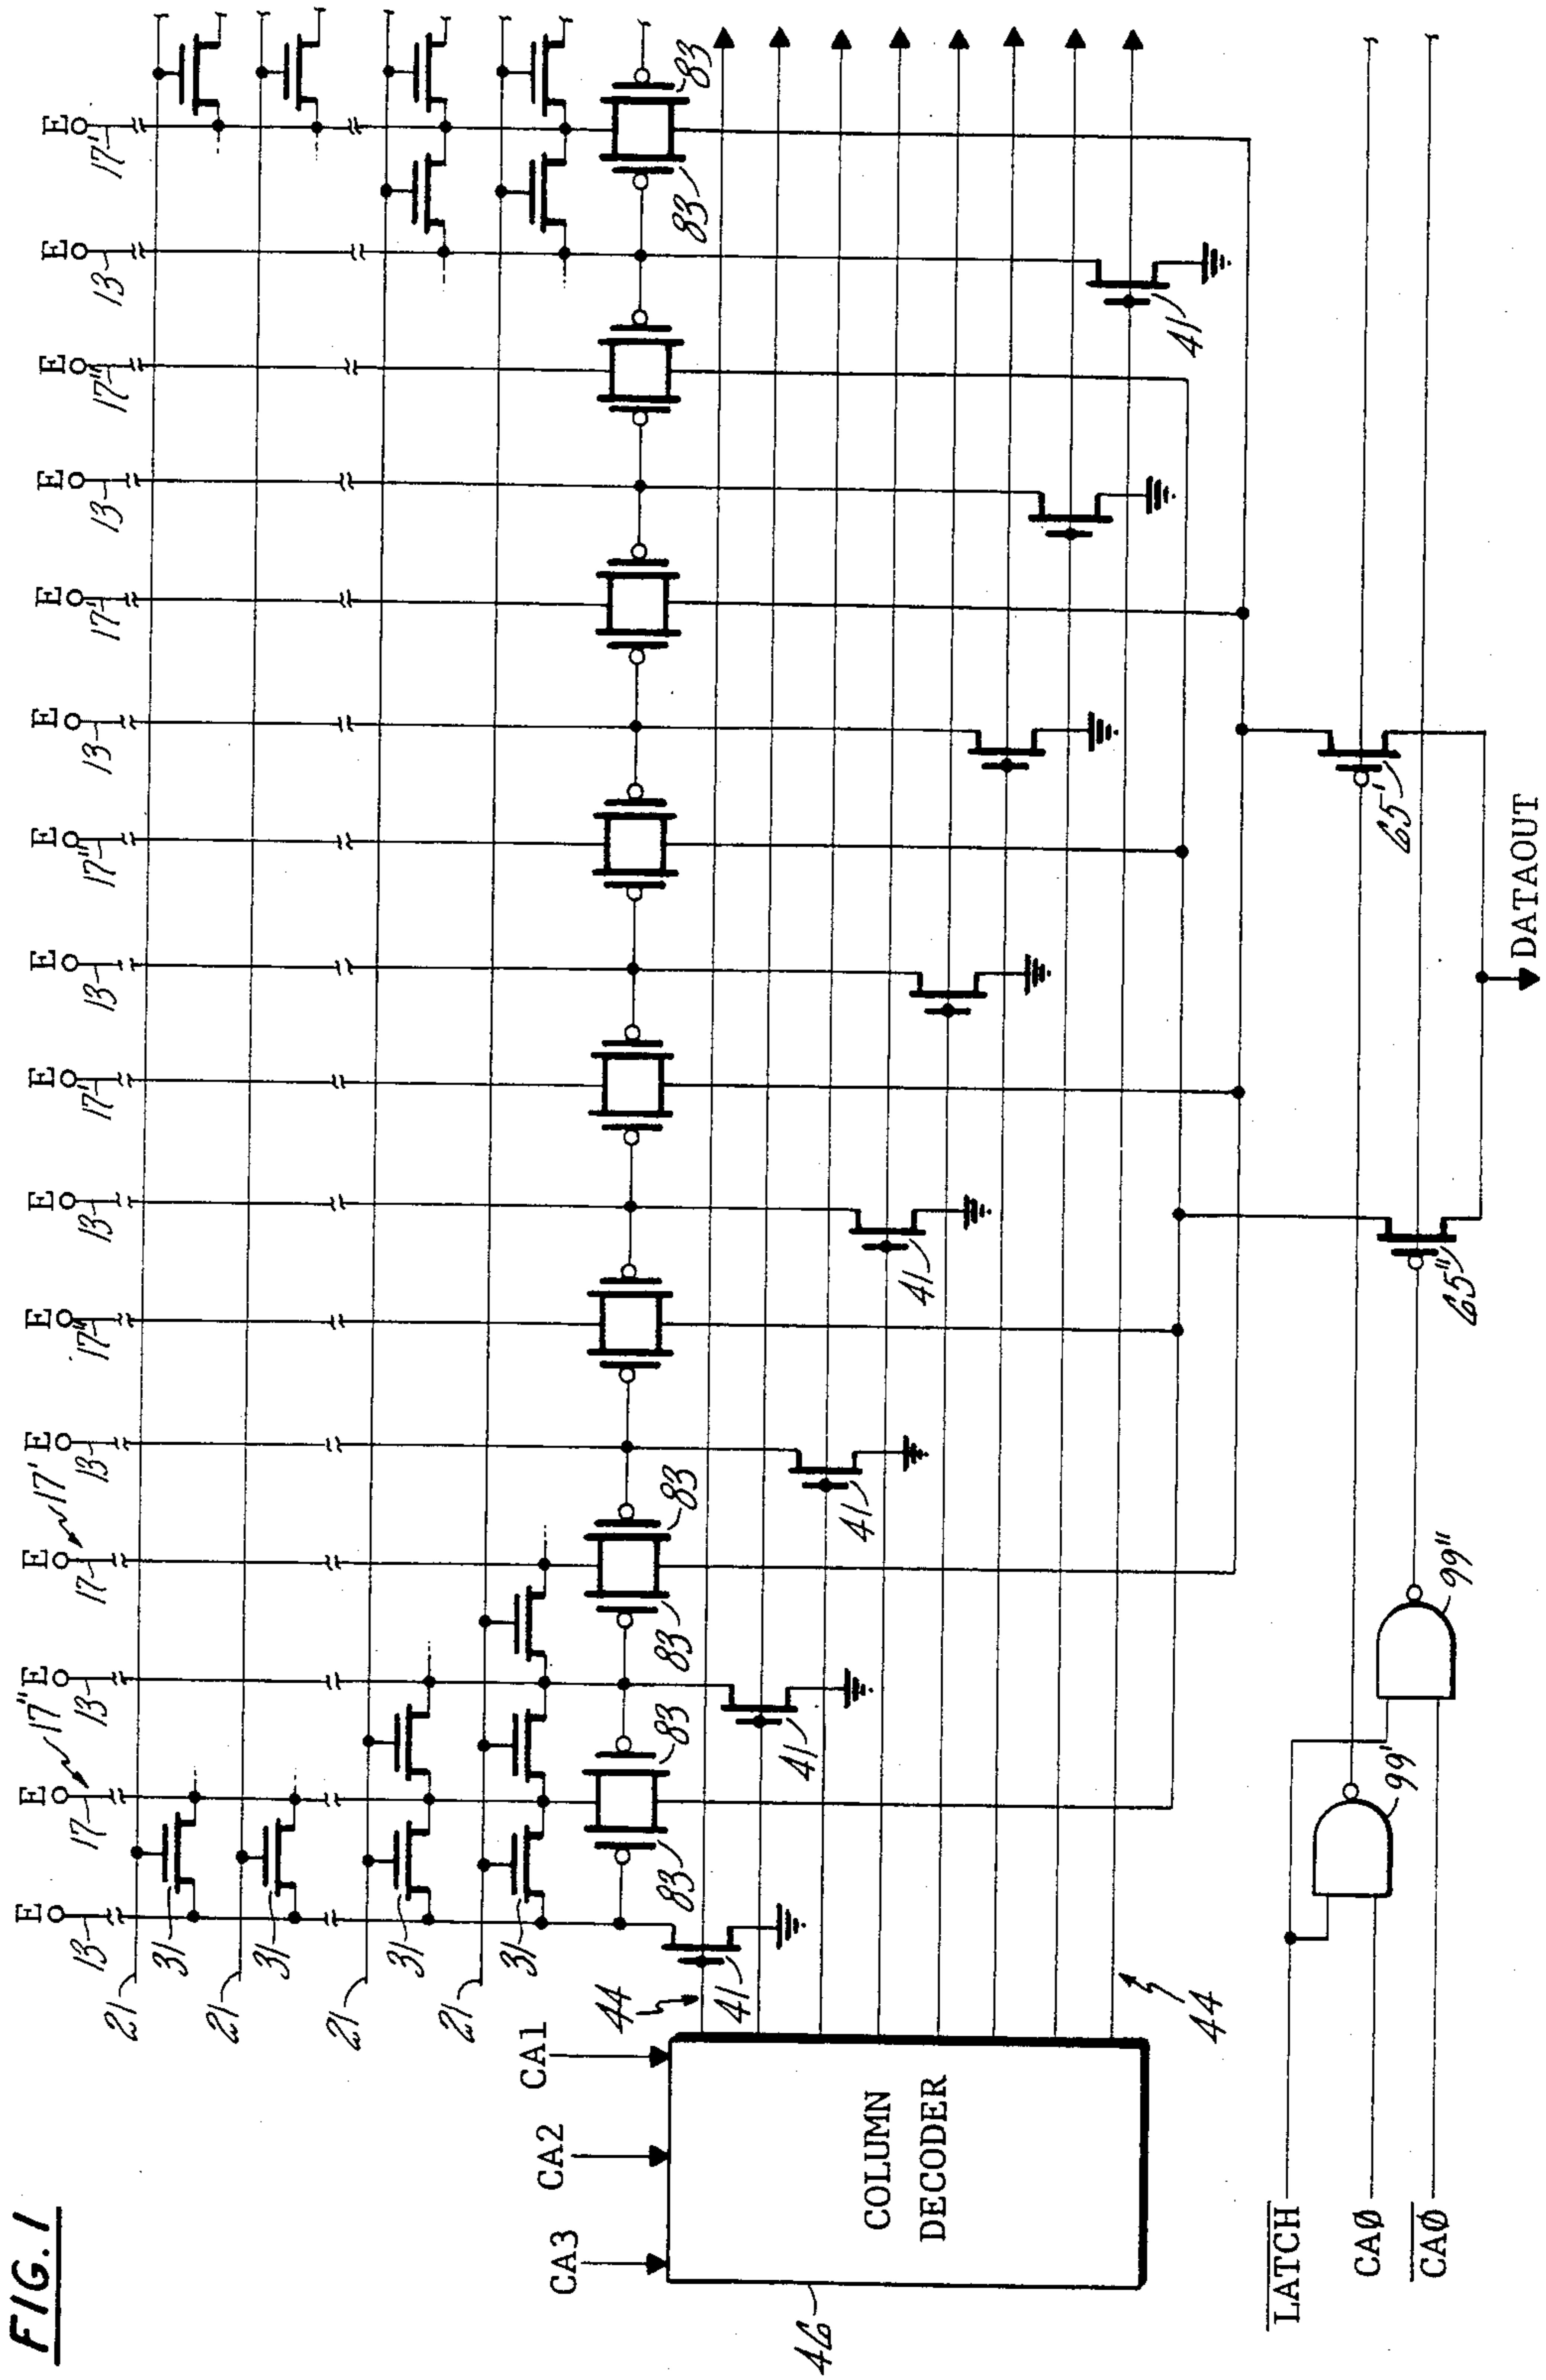 FIG. 1
E E E E E E E E E E E E E E E E
13 17 17" 13 17 17' 13 17" 13 17' 13 17" 13 17' 13 17" 13 17'
21
31
21
31
21
31
21
31
83 83 83 83 83 83
44
41 41 41 41 41
CA3 CA2 CA1
46
COLUMN
DECODER
44
LATCH
CAØ
CAØ
99'
99"
65"
65'
DATAOUT